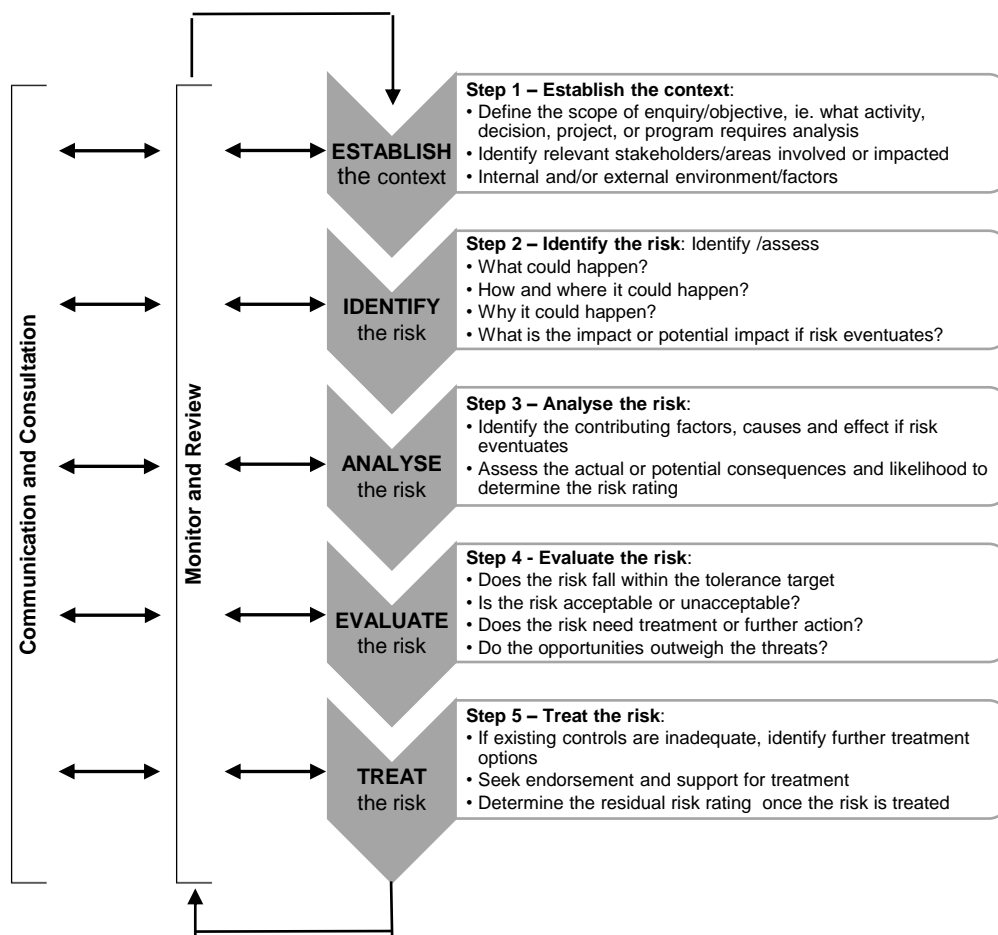 Communication and Consultation
Monitor and Review
ESTABLISH
the context
Step 1 – Establish the context:
• Define the scope of enquiry/objective, ie. what activity,
decision, project, or program requires analysis
• Identify relevant stakeholders/areas involved or impacted
• Internal and/or external environment/factors
IDENTIFY
the risk
Step 2 – Identify the risk: Identify /assess
• What could happen?
• How and where it could happen?
• Why it could happen?
• What is the impact or potential impact if risk eventuates?
ANALYSE
the risk
Step 3 – Analyse the risk:
• Identify the contributing factors, causes and effect if risk
eventuates
• Assess the actual or potential consequences and likelihood to
determine the risk rating
EVALUATE
the risk
Step 4 - Evaluate the risk:
• Does the risk fall within the tolerance target
• Is the risk acceptable or unacceptable?
• Does the risk need treatment or further action?
• Do the opportunities outweigh the threats?
TREAT
the risk
Step 5 – Treat the risk:
• If existing controls are inadequate, identify further treatment
options
• Seek endorsement and support for treatment
• Determine the residual risk rating once the risk is treated